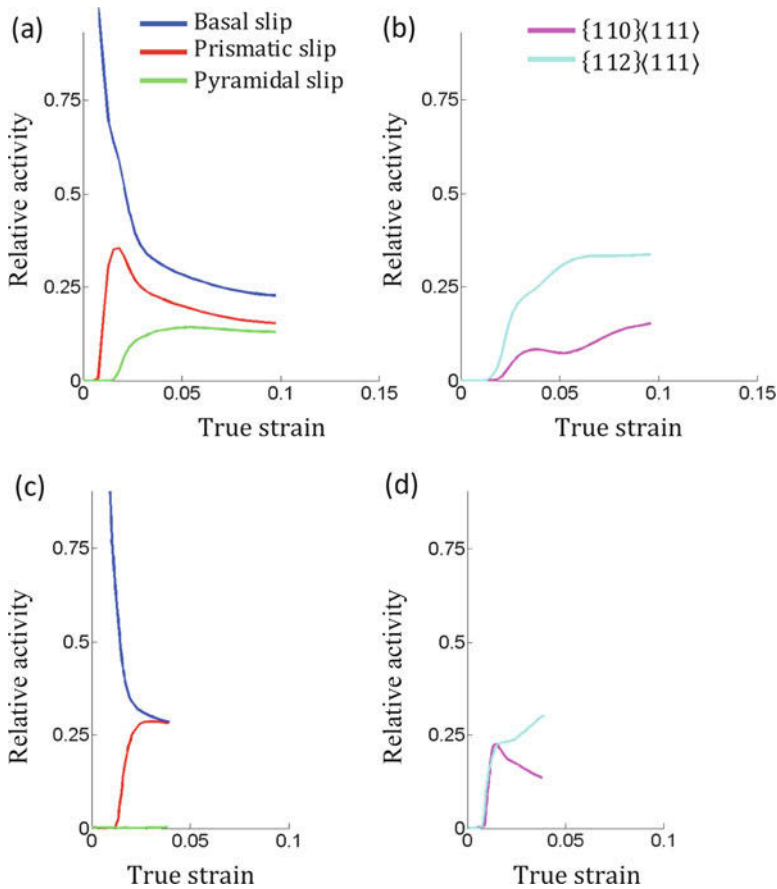 (a)
Basal slip
Prismatic slip
Pyramidal slip
Relative activity
0.75
0.5
0.25
0
0
0.05
0.1
0.15
True strain
(b)
{110}⟨111⟩
{112}⟨111⟩
Relative activity
0.75
0.5
0.25
0
0
0.05
0.1
0.15
True strain
(c)
Relative activity
0.75
0.5
0.25
0
0
0.05
0.1
True strain
(d)
Relative activity
0.75
0.5
0.25
0
0
0.05
0.1
True strain